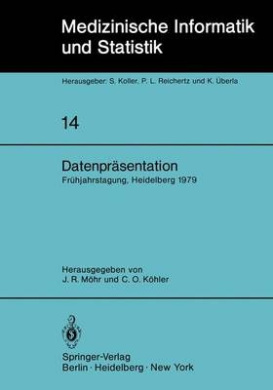 Medizinische Informatik
und Statistik
Herausgeber: S. Koller, P. L. Reichertz und K. Überla
14
Datenpräsentation
Frühjahrstagung, Heidelberg 1979
Herausgegeben von
J. R. Möhr und C. O. Köhler
Springer-Verlag
Berlin · Heidelberg · New York